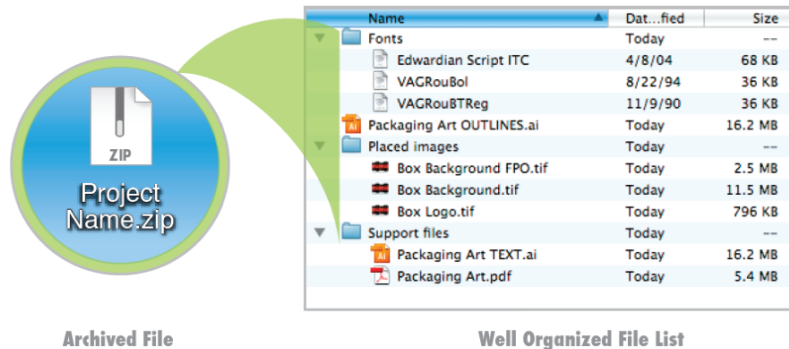 Name Dat...fied Size
Fonts Today --
Edwardian Script ITC 4/8/04 68 KB
VAGRouBol 8/22/94 36 KB
VAGRouBTReg 11/9/90 36 KB
Packaging Art OUTLINES.ai Today 16.2 MB
Placed images Today --
Box Background FPO.tif Today 2.5 MB
Box Background.tif Today 11.5 MB
Box Logo.tif Today 796 KB
Support files Today --
Packaging Art TEXT.ai Today 16.2 MB
Packaging Art.pdf Today 5.4 MB
ZIP
Project
Name.zip
Ai
Ai
Archived File
Well Organized File List